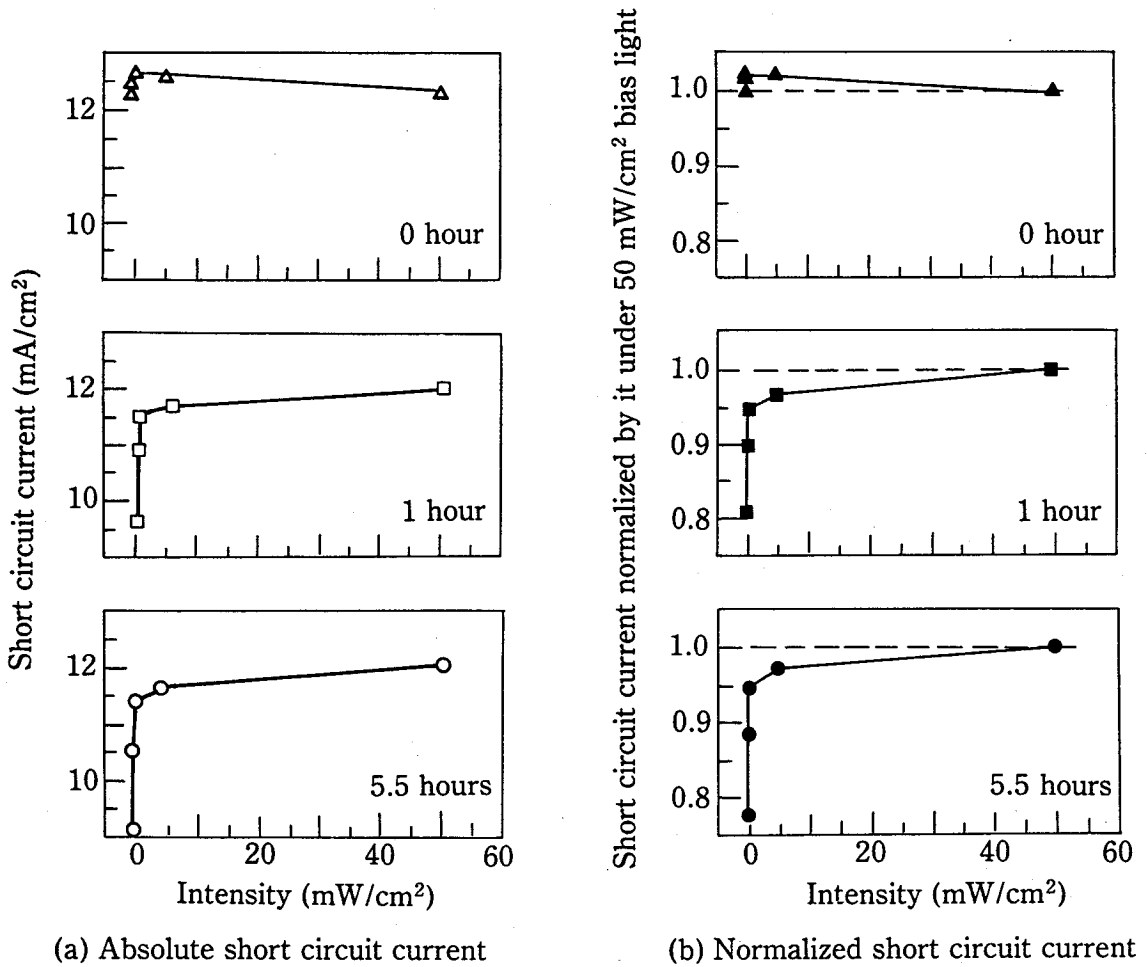 Short circuit current (mA/cm²)
12
10
0 hour
12
10
1 hour
12
10
5.5 hours
0 20 40 60
Intensity (mW/cm²)
(a) Absolute short circuit current
Short circuit current normalized by it under 50 mW/cm² bias light
1.0
0.9
0.8
0 hour
1.0
0.9
0.8
1 hour
1.0
0.9
0.8
5.5 hours
0 20 40 60
Intensity (mW/cm²)
(b) Normalized short circuit current